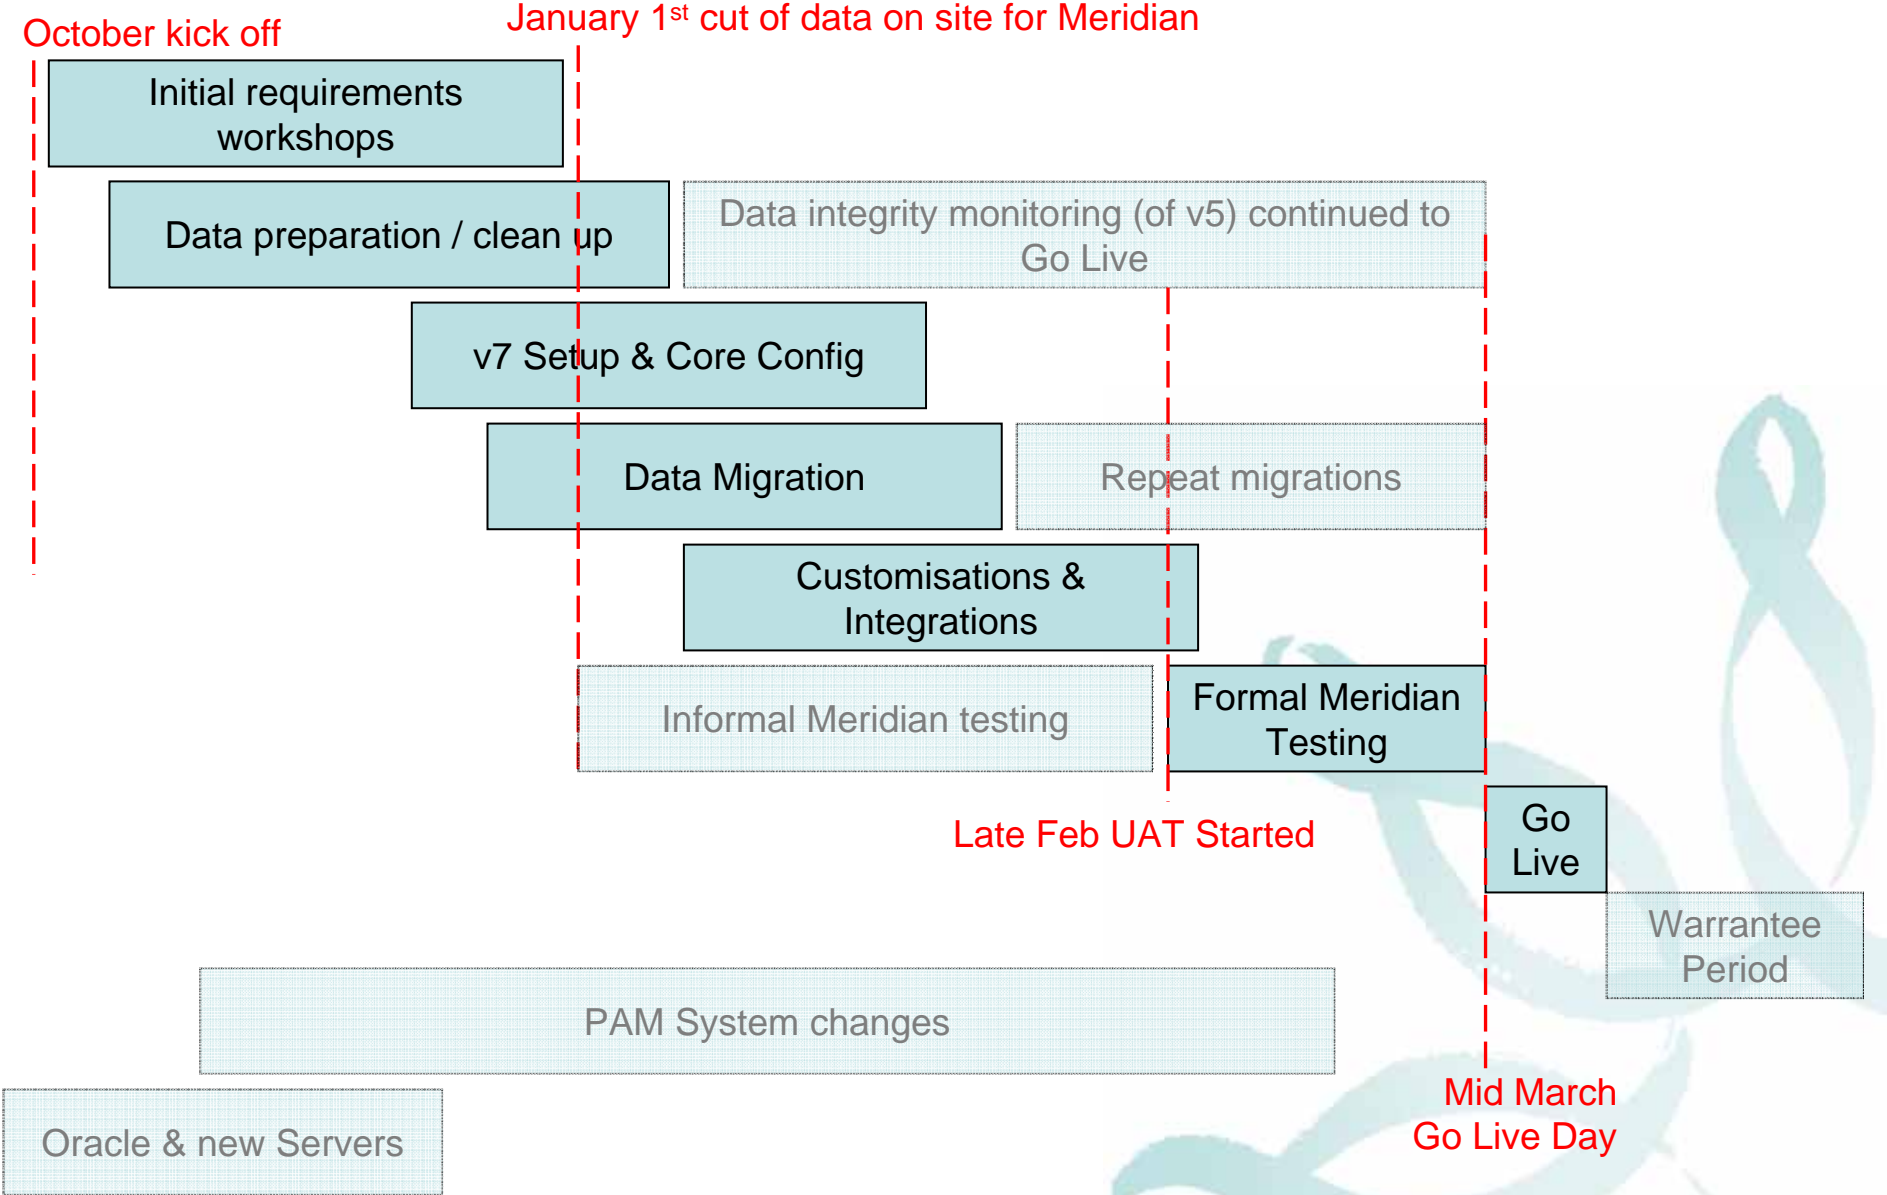 January 1st cut of data on site for Meridian
October kick off
Initial requirements
workshops
Data preparation / clean up
Data integrity monitoring (of v5) continued to
Go Live
v7 Setup & Core Config
Data Migration
Repeat migrations
Customisations &
Integrations
Informal Meridian testing
Formal Meridian
Testing
Late Feb UAT Started
Go
Live
Warrantee
Period
PAM System changes
Mid March
Go Live Day
Oracle & new Servers